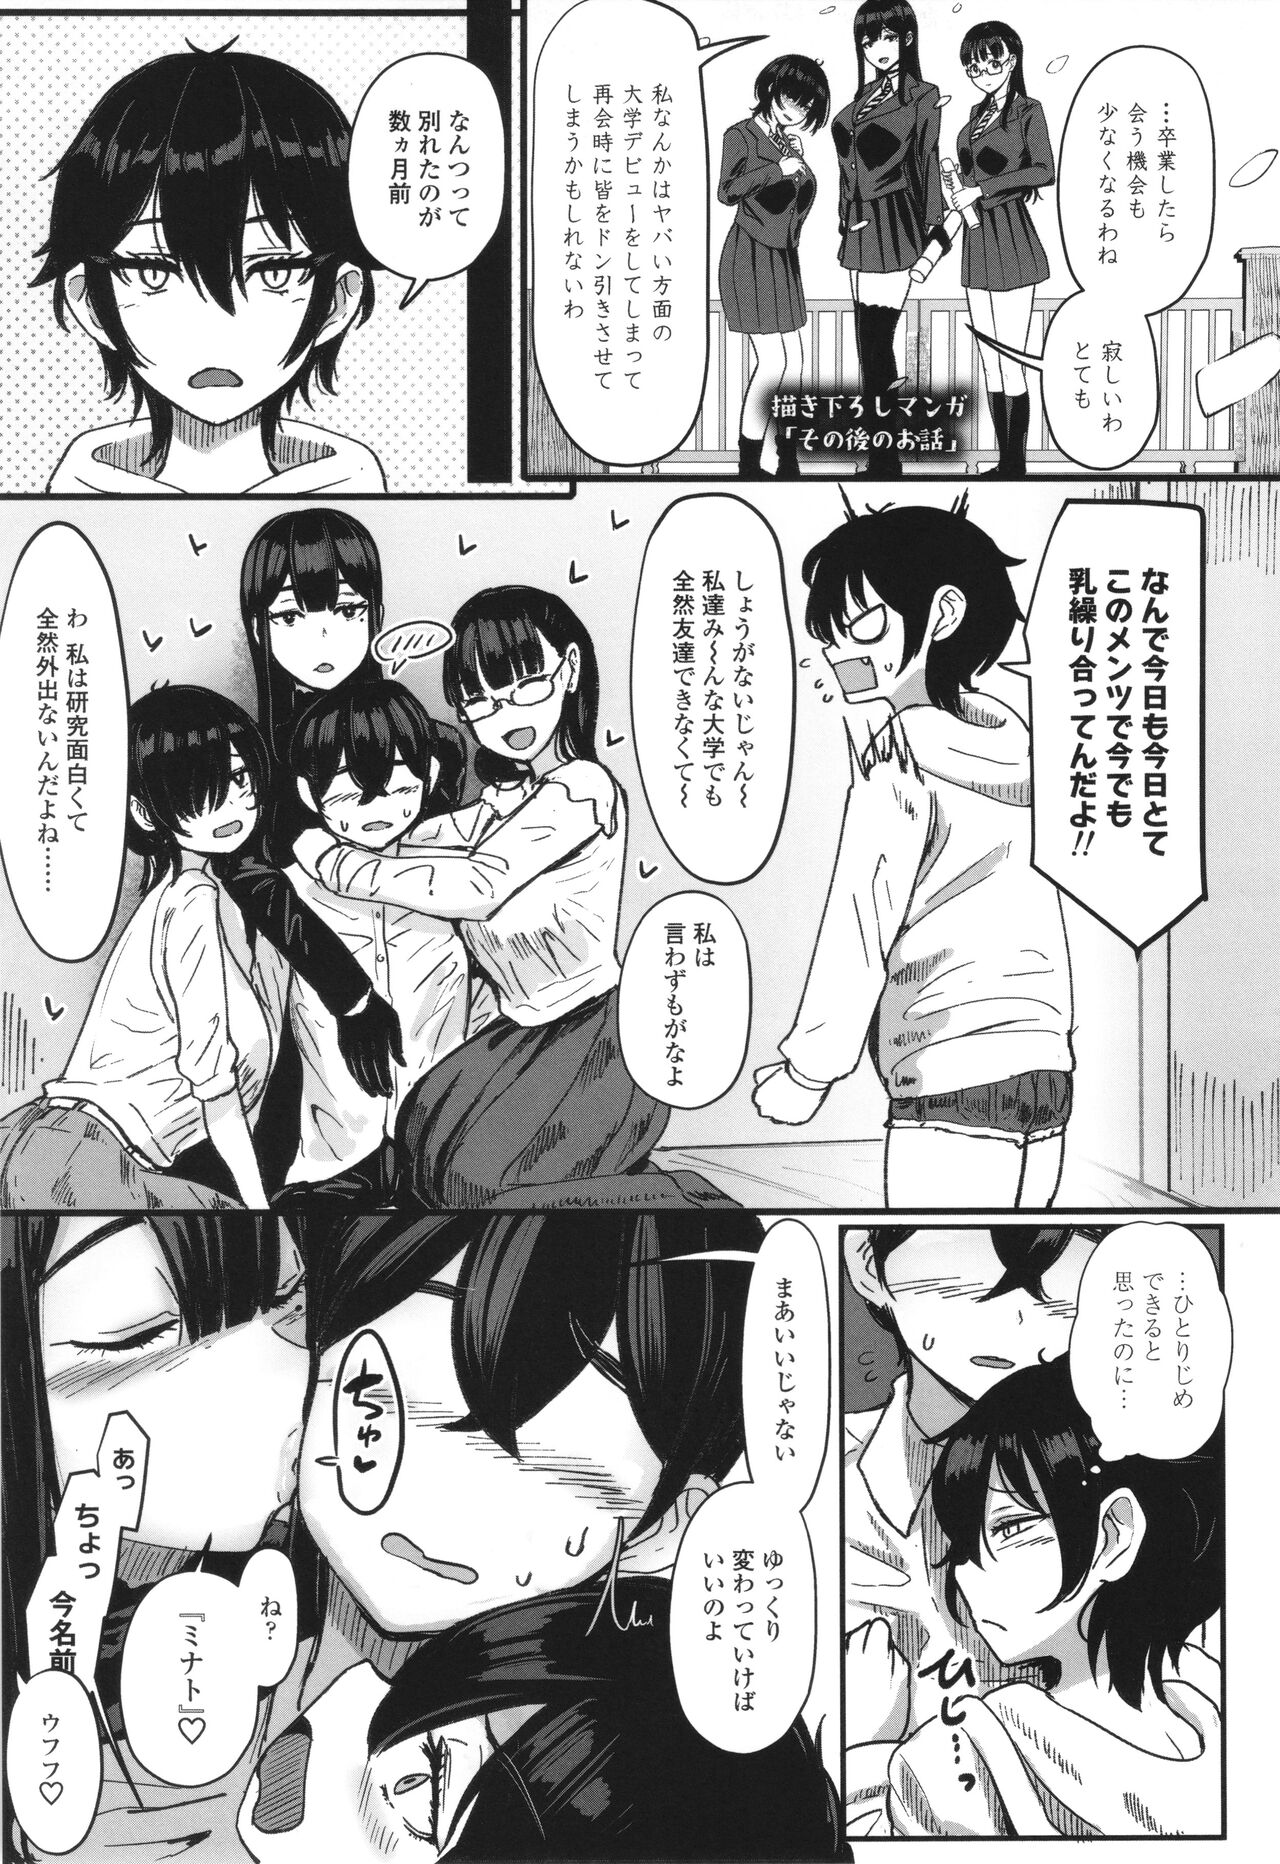 …卒業したら
会う機会も
少なくなるわね
寂しいわ
とても
私なんかはヤバい方面の
大学デビューをしてしまって
再会時に皆をドン引きさせて
しまうかもしれないわ
描き下ろしマンガ
「その後のお話」
なんつって
別れたのが
数ヵ月前
なんで今日も今日とて
このメンツで今でも
乳繰り合ってんだよ!!
しょうがないじゃん〜
私達み〜んな大学でも
全然友達できなくて〜
私は
言わずもがなよ
わ 私は研究面白くて
全然外出ないんだよね……
…ひとりじめ
できると
思ったのに…
ひし…っ
まあいいじゃない
ゆっくり
変わっていけば
いいのよ
ちゅ♥
ね?
『ミナト』♡
あっ
ちょっ
今名前
ウフフ♡